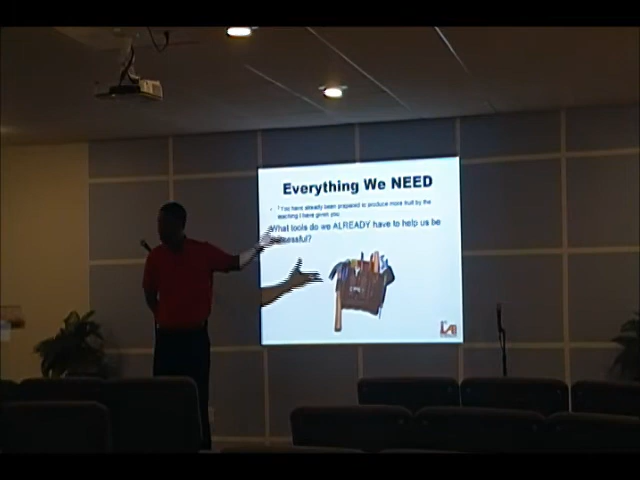 Everything We NEED
• 3 You have already been prepared to produce more fruit by the
teaching I have given you.
What tools do we ALREADY have to help us be
successful?